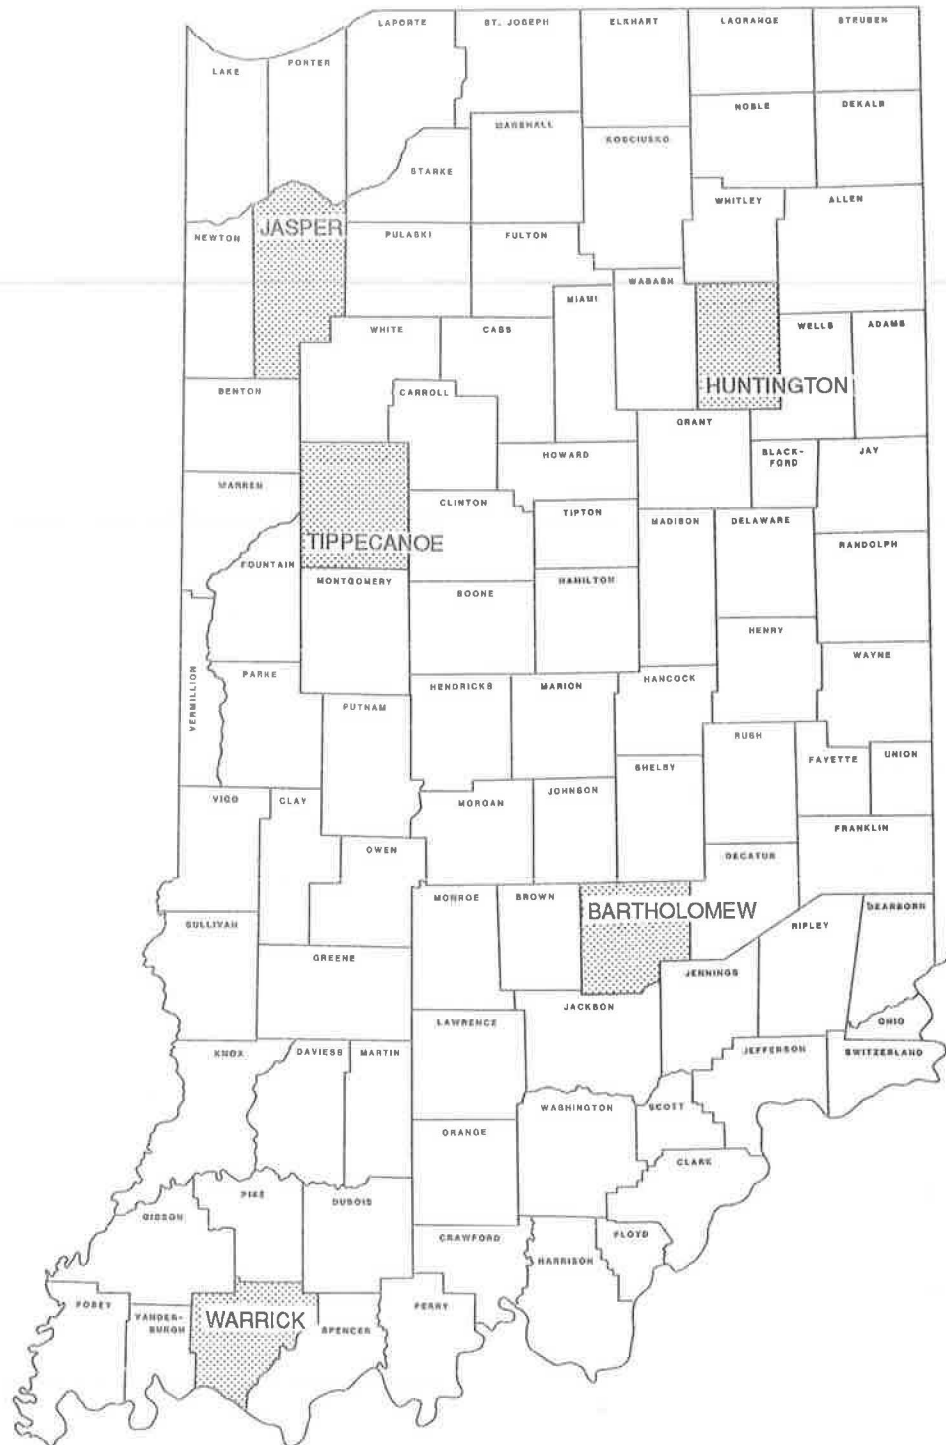 LAPORTE
ST. JOSEPH
ELKHART
LAGRANGE
STEUBEN
LAKE
PORTER
NOBLE
DEKALB
MARSHALL
KOSCIUSKO
STARKE
WHITLEY
ALLEN
JASPER
NEWTON
PULASKI
FULTON
WABASH
MIAMI
WHITE
CASS
WELLS
ADAMS
HUNTINGTON
BENTON
CARROLL
GRANT
HOWARD
BLACK-
FORD
JAY
WARREN
CLINTON
TIPTON
MADISON
DELAWARE
TIPPECANOE
RANDOLPH
FOUNTAIN
MONTGOMERY
BOONE
HAMILTON
HENRY
WAYNE
VERMILLION
PARKE
HENDRICKS
MARION
HANCOCK
PUTNAM
RUSH
FAYETTE
UNION
SHELBY
VIGO
CLAY
MORGAN
JOHNSON
FRANKLIN
OWEN
DECATUR
MONROE
BROWN
BARTHOLOMEW
DEARBORN
SULLIVAN
RIPLEY
GREENE
JENNINGS
JACKSON
LAWRENCE
OHIO
KNOX
DAVIESS
MARTIN
JEFFERSON
SWITZERLAND
WASHINGTON
SCOTT
ORANGE
CLARK
PIKE
DUBOIS
GIBSON
CRAWFORD
FLOYD
HARRISON
POSEY
VANDER-
BURGH
WARRICK
SPENCER
PERRY